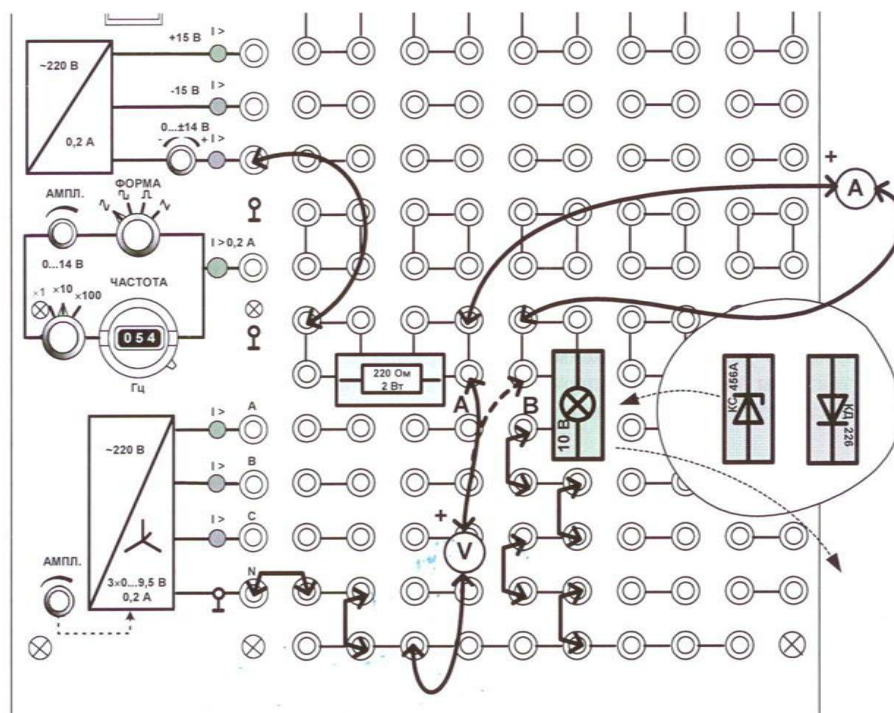 +15 В
I >
~220 В
-15 В
I >
0...±14 В
- + I >
0,2 А
+
A
АМПЛ.
ФОРМА
I > 0,2 А
0...14 В
×1 ×10 ×100
ЧАСТОТА
054
Гц
220 Ом
2 Вт
A
B
10 В
КС 456А
КД 226
I > A
~220 В
I > B
I > C
+
V
АМПЛ.
N
3×0...9,5 В
0,2 А